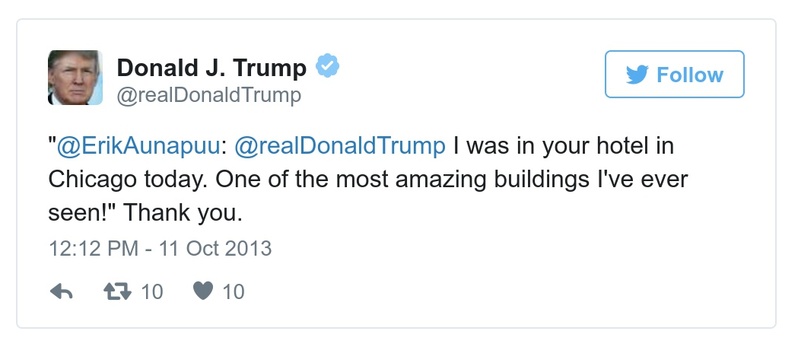 Donald J. Trump
@realDonaldTrump
Follow
"@ErikAunapuu: @realDonaldTrump I was in your hotel in
Chicago today. One of the most amazing buildings I've ever
seen!" Thank you.
12:12 PM - 11 Oct 2013
10 10